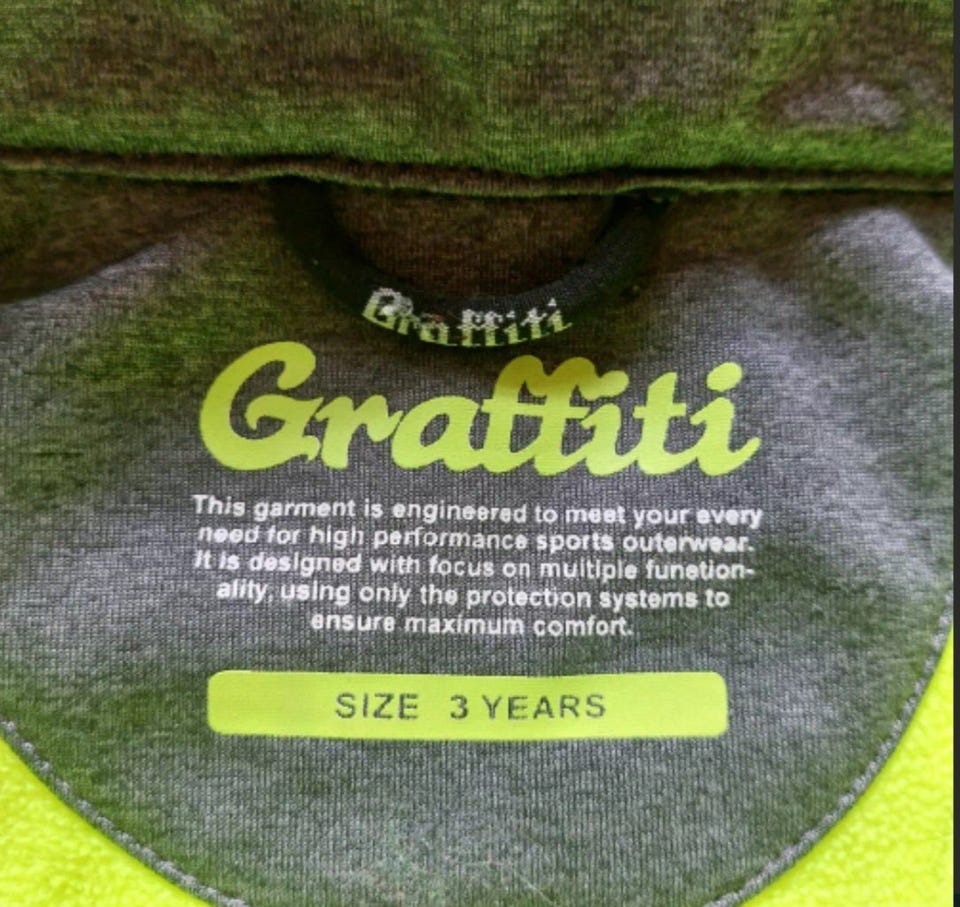 Graffiti
Graffiti
This garment is engineered to meet your every
need for high performance sports outerwear.
It is designed with focus on multiple funetion-
ality, using only the protection systems to
ensure maximum comfort.
SIZE 3 YEARS